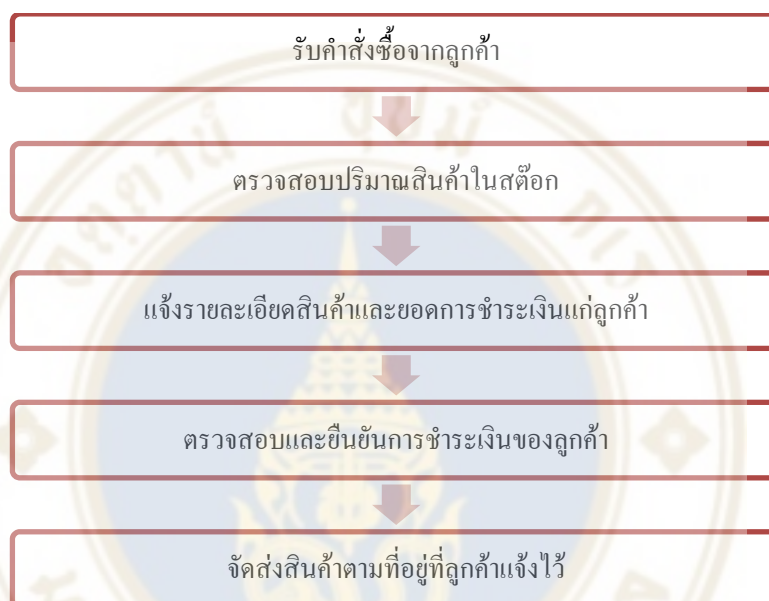 รับคำสั่งซื้อจากลูกค้า
ตรวจสอบปริมาณสินค้าในสต๊อก
แจ้งรายละเอียดสินค้าและยอดการชำระเงินแก่ลูกค้า
ตรวจสอบและยืนยันการชำระเงินของลูกค้า
จัดส่งสินค้าตามที่อยู่ที่ลูกค้าแจ้งไว้